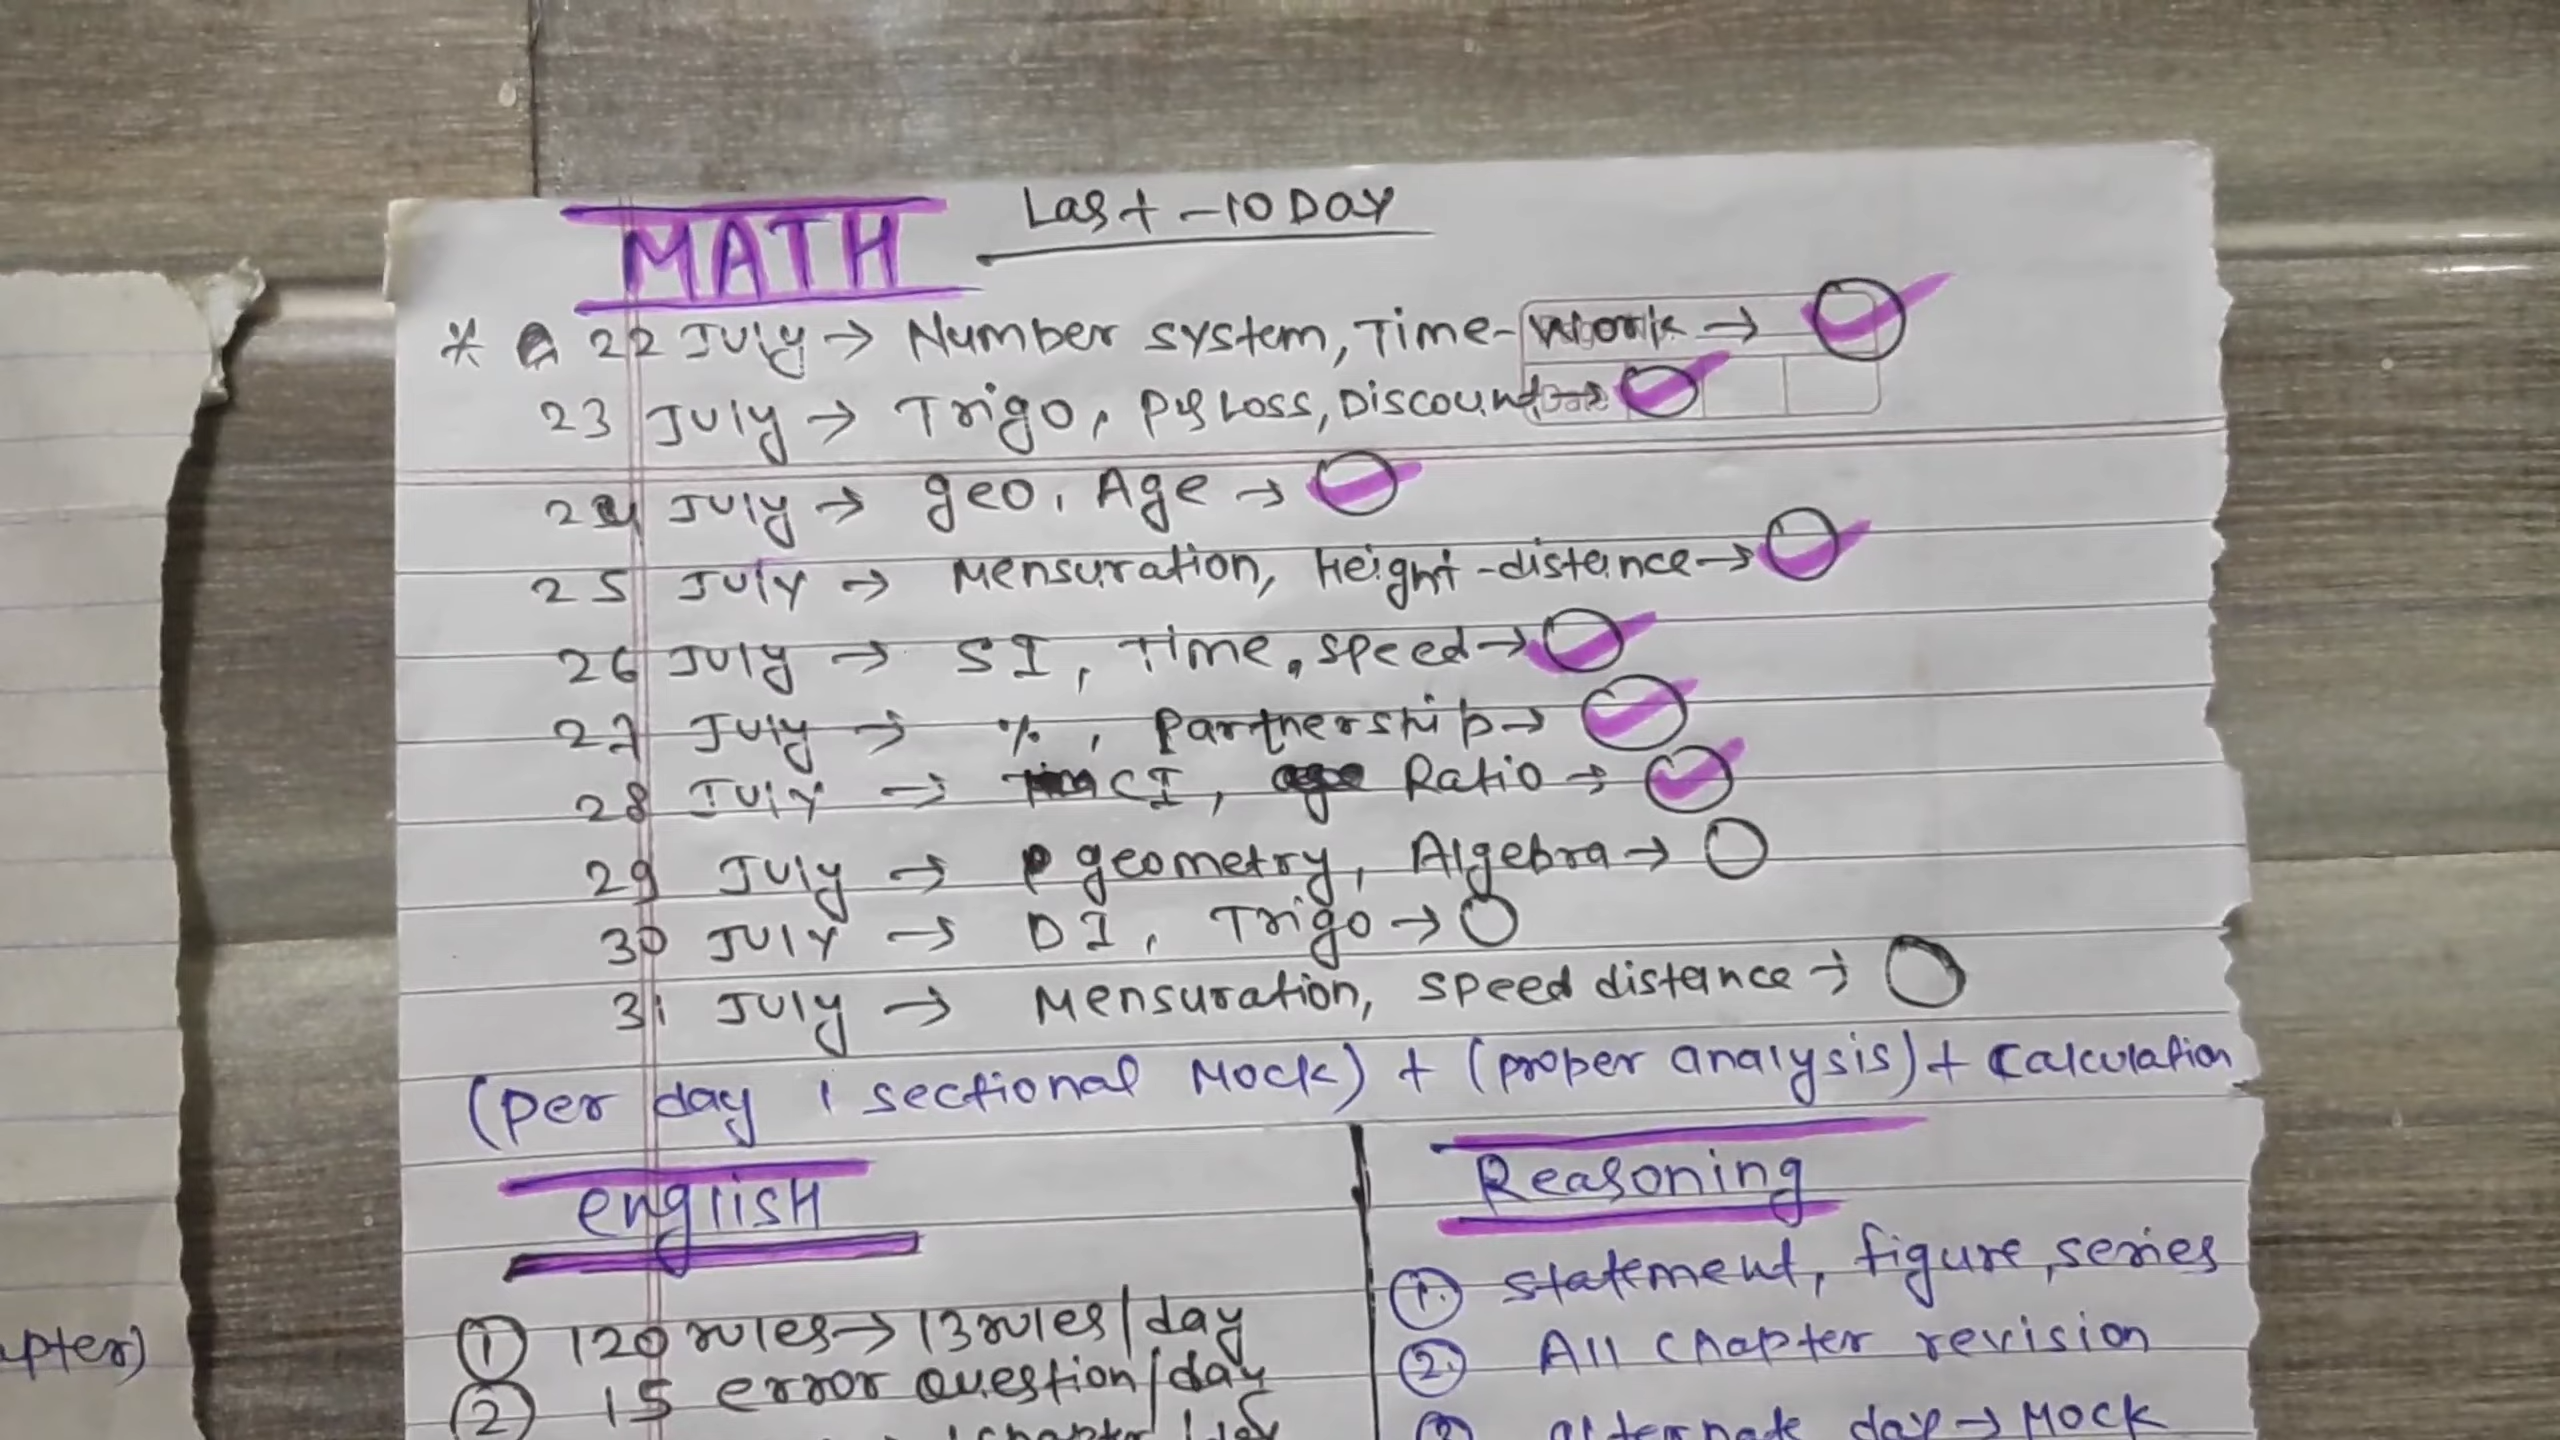 MATH Last -10 DAY
* 22 July → Number system, Time-work →
23 July → Trigo, P&Loss, Discount →
24 July → geo, Age →
25 July → Mensuration, Height-distance →
26 July → SI, Time, speed →
27 July → %, Partnership →
28 July → CI, Ratio →
29 July → geometry, Algebra →
30 July → DI, Trigo →
31 July → Mensuration, speed distance →
(per day 1 sectional Mock) + (proper analysis) + Calculation
english
① 120 rules → 13 rules/day
② 15 error question/day
Reasoning
①. statement, figure, series
②. All chapter revision
alternate day → Mock
apter)